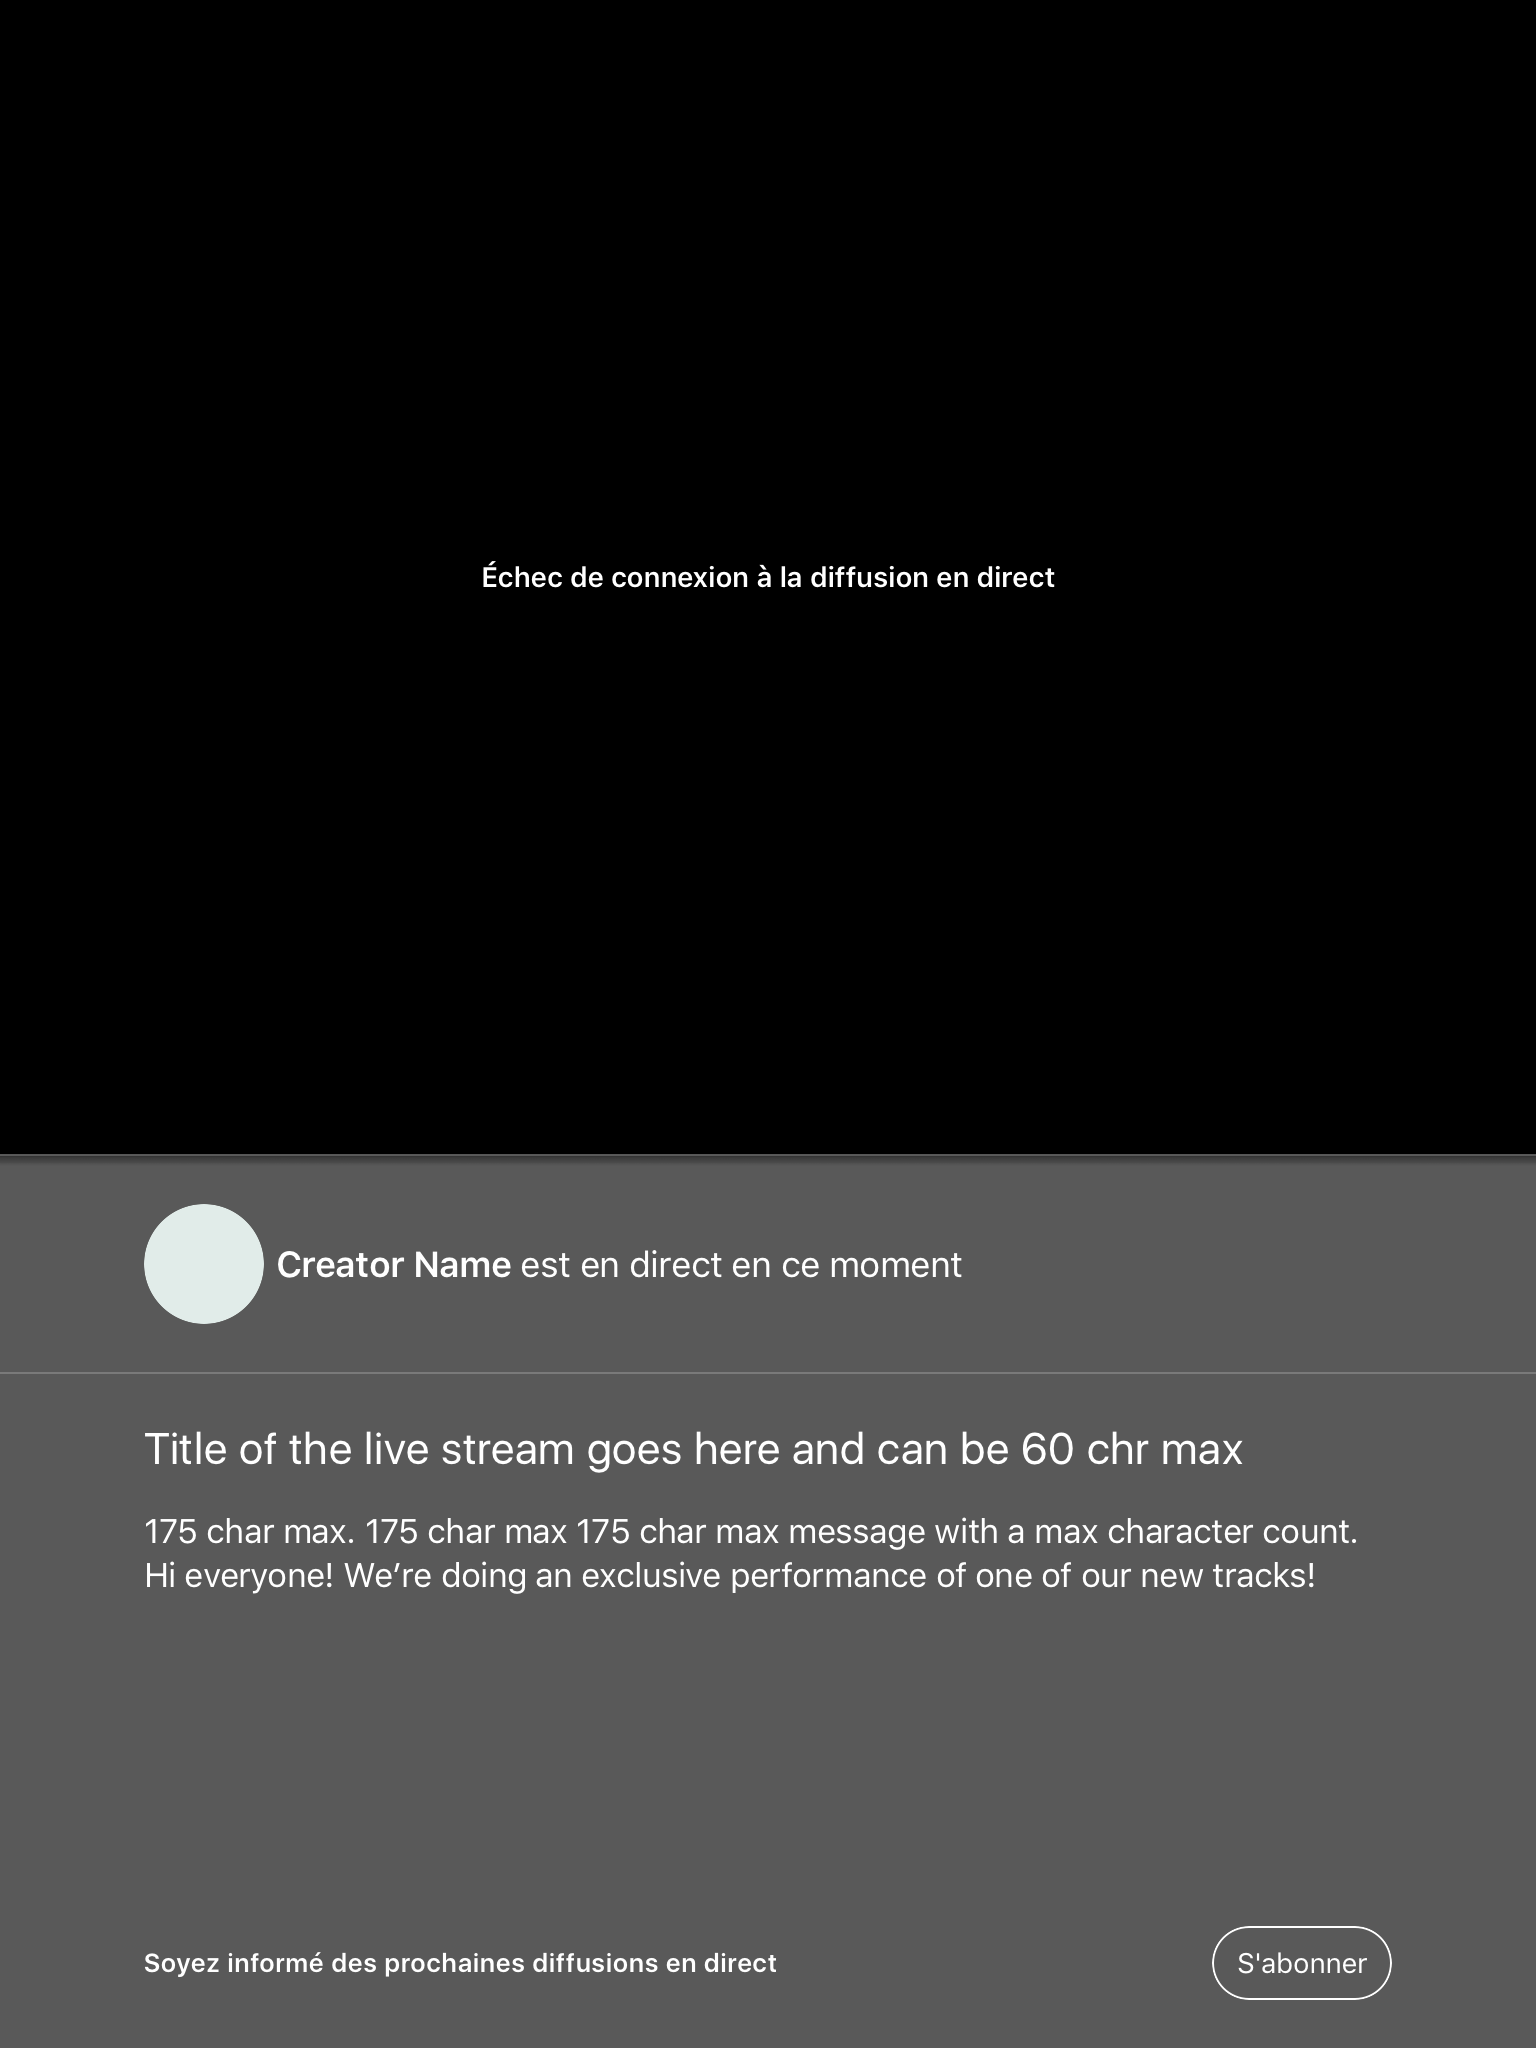 Échec de connexion à la diffusion en direct
Creator Name est en direct en ce moment
Title of the live stream goes here and can be 60 chr max
175 char max. 175 char max 175 char max message with a max character count.
Hi everyone! We’re doing an exclusive performance of one of our new tracks!
Soyez informé des prochaines diffusions en direct
S'abonner